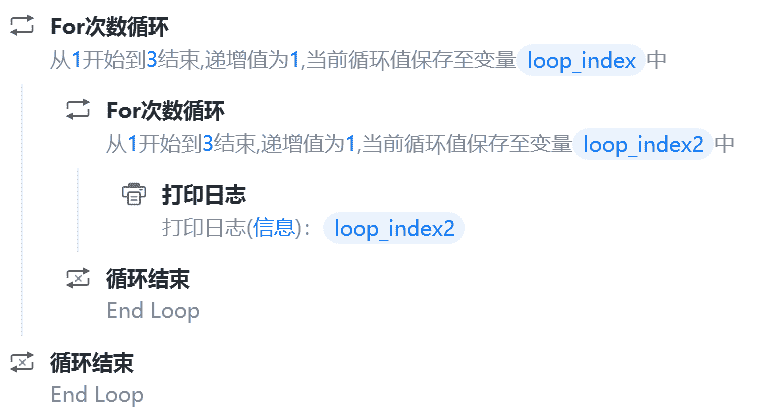 For次数循环
从1开始到3结束,递增值为1,当前循环值保存至变量 loop_index 中
For次数循环
从1开始到3结束,递增值为1,当前循环值保存至变量 loop_index2 中
打印日志
打印日志(信息)： loop_index2
循环结束
End Loop
循环结束
End Loop